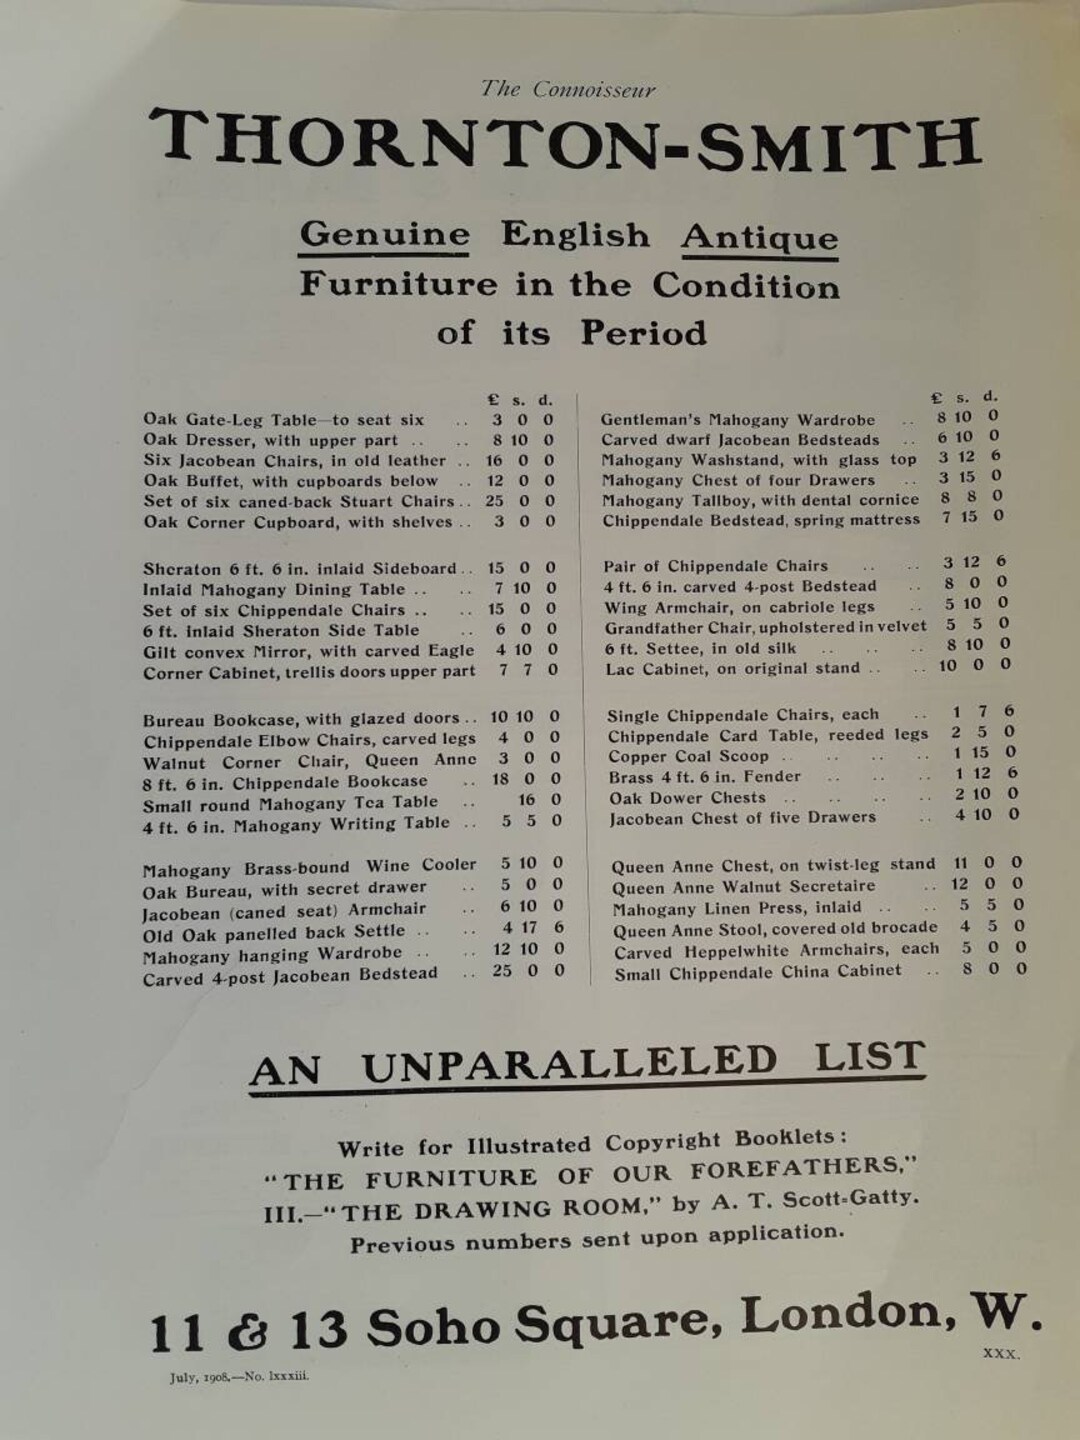 The Connoisseur
THORNTON-SMITH
Genuine English Antique
Furniture in the Condition
of its Period
£ s. d.
Oak Gate-Leg Table—to seat six .. 3 0 0
Oak Dresser, with upper part .. .. 8 10 0
Six Jacobean Chairs, in old leather .. 16 0 0
Oak Buffet, with cupboards below .. 12 0 0
Set of six caned-back Stuart Chairs .. 25 0 0
Oak Corner Cupboard, with shelves .. 3 0 0
Sheraton 6 ft. 6 in. inlaid Sideboard .. 15 0 0
Inlaid Mahogany Dining Table .. .. 7 10 0
Set of six Chippendale Chairs .. .. 15 0 0
6 ft. inlaid Sheraton Side Table .. 6 0 0
Gilt convex Mirror, with carved Eagle 4 10 0
Corner Cabinet, trellis doors upper part 7 7 0
Bureau Bookcase, with glazed doors .. 10 10 0
Chippendale Elbow Chairs, carved legs 4 0 0
Walnut Corner Chair, Queen Anne 3 0 0
8 ft. 6 in. Chippendale Bookcase .. 18 0 0
Small round Mahogany Tea Table .. 16 0
4 ft. 6 in. Mahogany Writing Table .. 5 5 0
Mahogany Brass-bound Wine Cooler 5 10 0
Oak Bureau, with secret drawer .. 5 0 0
Jacobean (caned seat) Armchair .. 6 10 0
Old Oak panelled back Settle .. .. 4 17 6
Mahogany hanging Wardrobe .. .. 12 10 0
Carved 4-post Jacobean Bedstead .. 25 0 0
£ s. d.
Gentleman's Mahogany Wardrobe .. 8 10 0
Carved dwarf Jacobean Bedsteads .. 6 10 0
Mahogany Washstand, with glass top 3 12 6
Mahogany Chest of four Drawers .. 3 15 0
Mahogany Tallboy, with dental cornice 8 8 0
Chippendale Bedstead, spring mattress 7 15 0
Pair of Chippendale Chairs .. .. 3 12 6
4 ft. 6 in. carved 4-post Bedstead .. 8 0 0
Wing Armchair, on cabriole legs .. 5 10 0
Grandfather Chair, upholstered in velvet 5 5 0
6 ft. Settee, in old silk .. .. .. 8 10 0
Lac Cabinet, on original stand .. .. 10 0 0
Single Chippendale Chairs, each .. 1 7 6
Chippendale Card Table, reeded legs 2 5 0
Copper Coal Scoop .. .. .. .. 1 15 0
Brass 4 ft. 6 in. Fender .. .. .. 1 12 6
Oak Dower Chests .. .. .. .. 2 10 0
Jacobean Chest of five Drawers .. 4 10 0
Queen Anne Chest, on twist-leg stand 11 0 0
Queen Anne Walnut Secretaire .. 12 0 0
Mahogany Linen Press, inlaid .. .. 5 5 0
Queen Anne Stool, covered old brocade 4 5 0
Carved Heppelwhite Armchairs, each 5 0 0
Small Chippendale China Cabinet .. 8 0 0
AN UNPARALLELED LIST
Write for Illustrated Copyright Booklets:
"THE FURNITURE OF OUR FOREFATHERS,"
III.—"THE DRAWING ROOM," by A. T. Scott-Gatty.
Previous numbers sent upon application.
11 & 13 Soho Square, London, W.
July, 1908.—No. lxxxiii.
XXX.